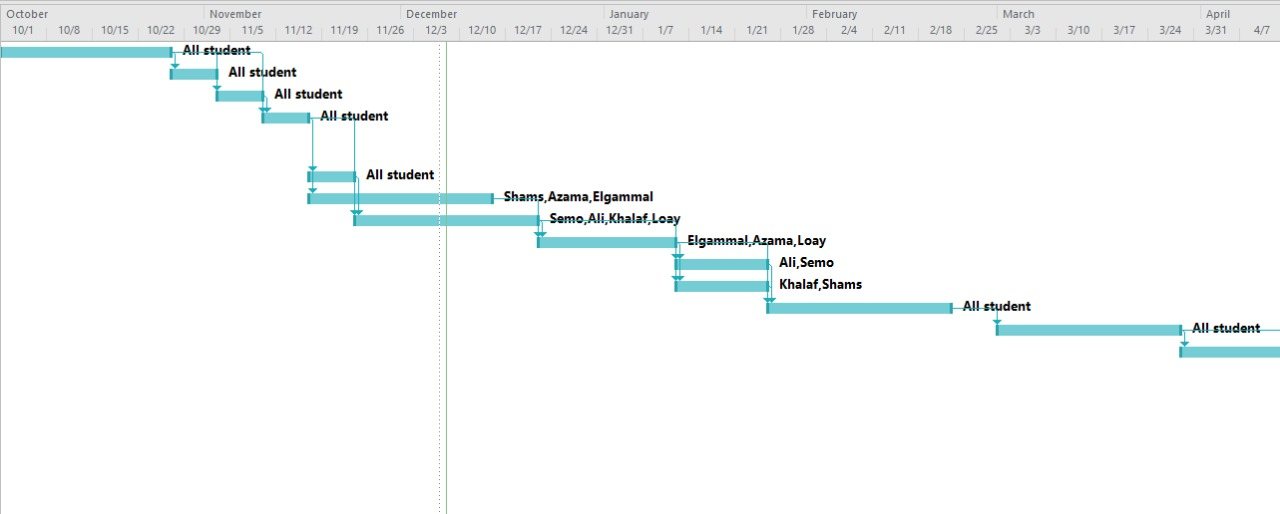 October November December January February March April
10/1 10/8 10/15 10/22 10/29 11/5 11/12 11/19 11/26 12/3 12/10 12/17 12/24 12/31 1/7 1/14 1/21 1/28 2/4 2/11 2/18 2/25 3/3 3/10 3/17 3/24 3/31 4/7
All student
All student
All student
All student
All student
Shams,Azama,Elgammal
Semo,Ali,Khalaf,Loay
Elgammal,Azama,Loay
Ali,Semo
Khalaf,Shams
All student
All student